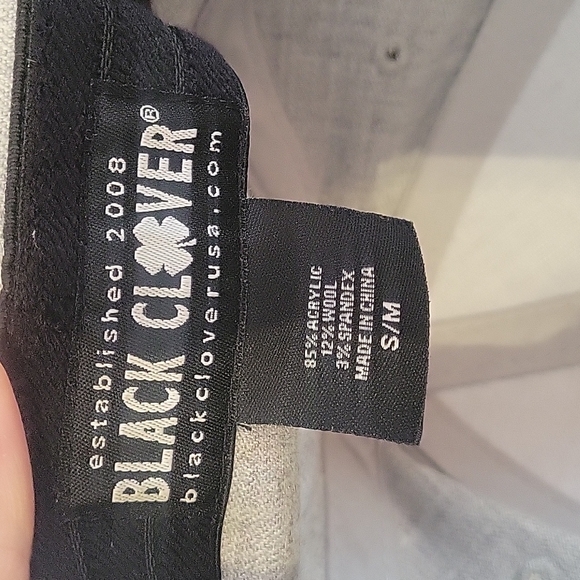 established 2008
BLACK CLOVER®
blackcloverusa.com
85% ACRYLIC
12% WOOL
3% SPANDEX
MADE IN CHINA
S/M